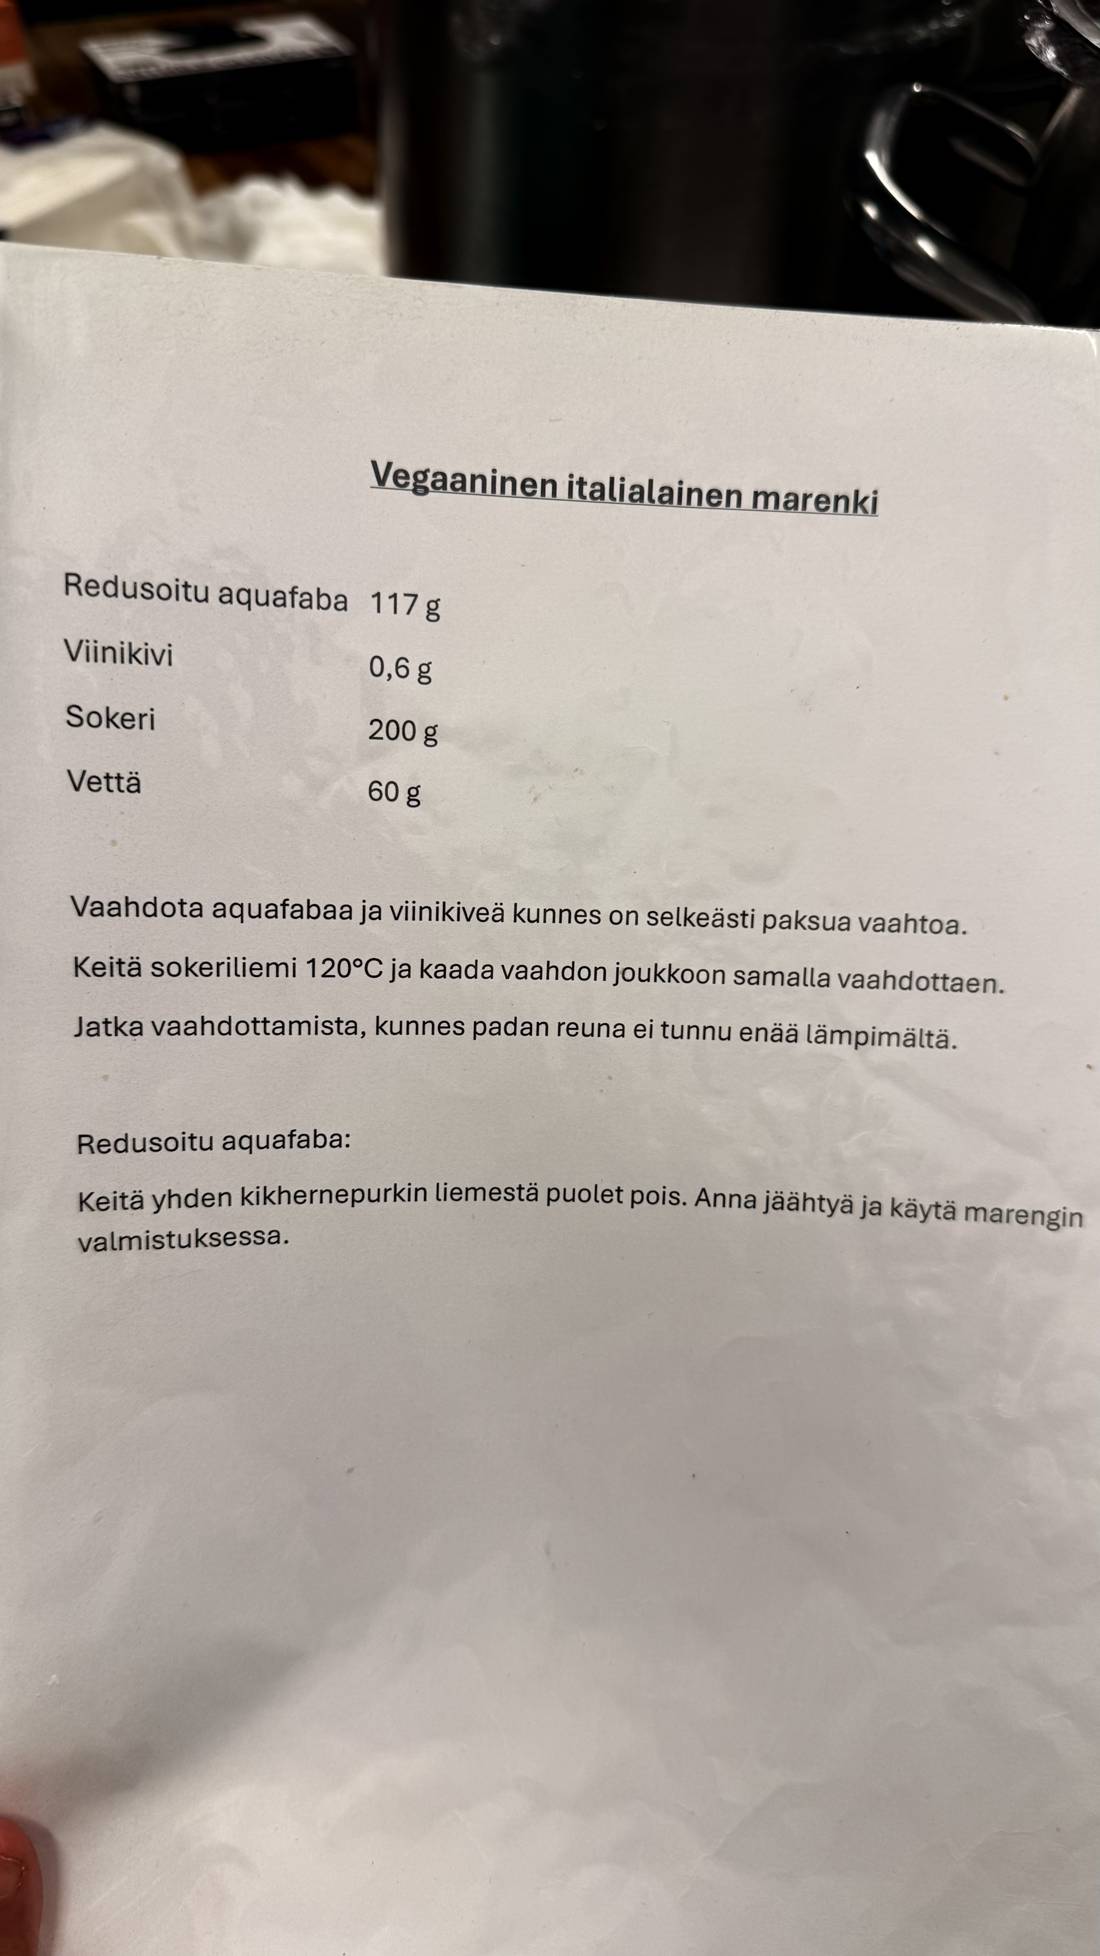 Vegaaninen italialainen marenki
Redusoitu aquafaba 117 g
Viinikivi 0,6 g
Sokeri 200 g
Vettä 60 g
Vaahdota aquafabaa ja viinikiveä kunnes on selkeästi paksua vaahtoa.
Keitä sokeriliemi 120°C ja kaada vaahdon joukkoon samalla vaahdottaen.
Jatka vaahdottamista, kunnes padan reuna ei tunnu enää lämpimältä.
Redusoitu aquafaba:
Keitä yhden kikhernepurkin liemestä puolet pois. Anna jäähtyä ja käytä marengin
valmistuksessa.